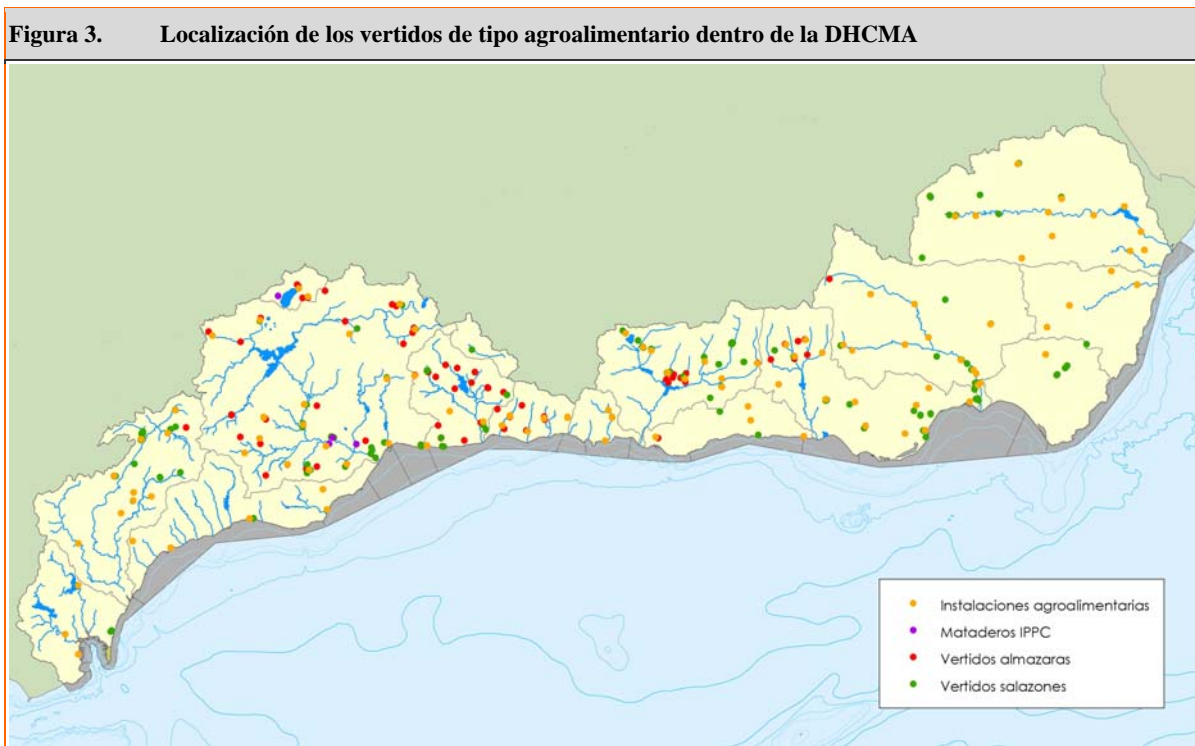 Figura 3. Localización de los vertidos de tipo agroalimentario dentro de la DHCMA
Instalaciones agroalimentarias
Mataderos IPPC
Vertidos almazaras
Vertidos salazones